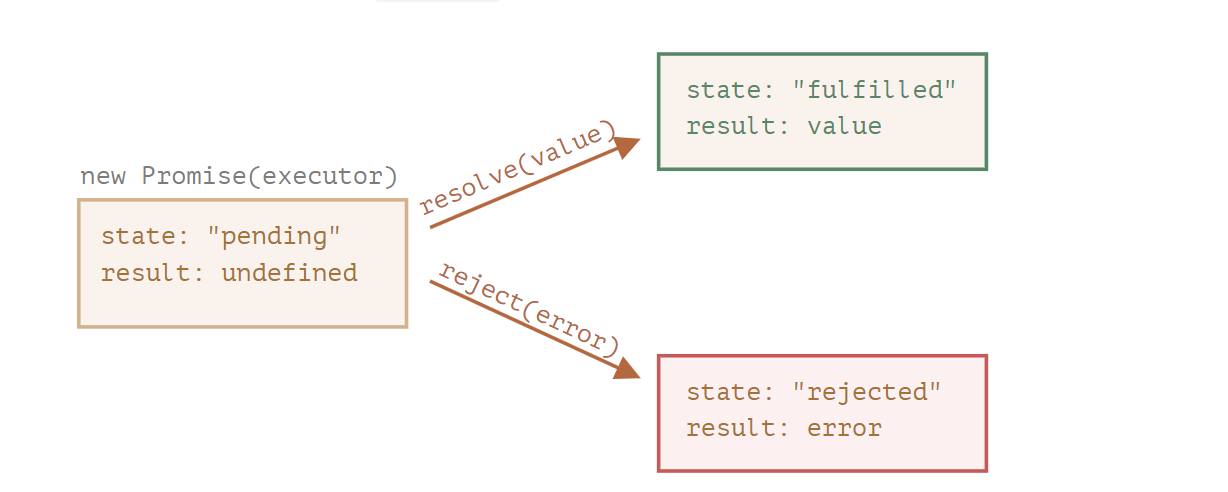 new Promise(executor)
state: "pending"
result: undefined
resolve(value)
reject(error)
state: "fulfilled"
result: value
state: "rejected"
result: error